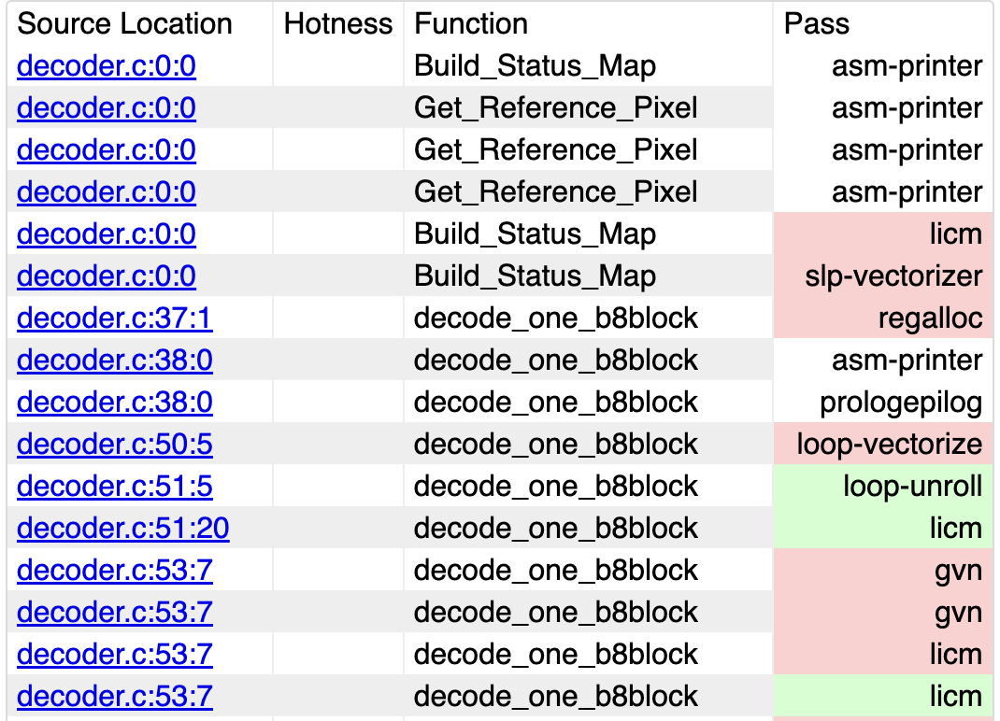 Source Location Hotness Function Pass
decoder.c:0:0 Build_Status_Map asm-printer
decoder.c:0:0 Get_Reference_Pixel asm-printer
decoder.c:0:0 Get_Reference_Pixel asm-printer
decoder.c:0:0 Get_Reference_Pixel asm-printer
decoder.c:0:0 Build_Status_Map licm
decoder.c:0:0 Build_Status_Map slp-vectorizer
decoder.c:37:1 decode_one_b8block regalloc
decoder.c:38:0 decode_one_b8block asm-printer
decoder.c:38:0 decode_one_b8block prologepilog
decoder.c:50:5 decode_one_b8block loop-vectorize
decoder.c:51:5 decode_one_b8block loop-unroll
decoder.c:51:20 decode_one_b8block licm
decoder.c:53:7 decode_one_b8block gvn
decoder.c:53:7 decode_one_b8block gvn
decoder.c:53:7 decode_one_b8block licm
decoder.c:53:7 decode_one_b8block licm